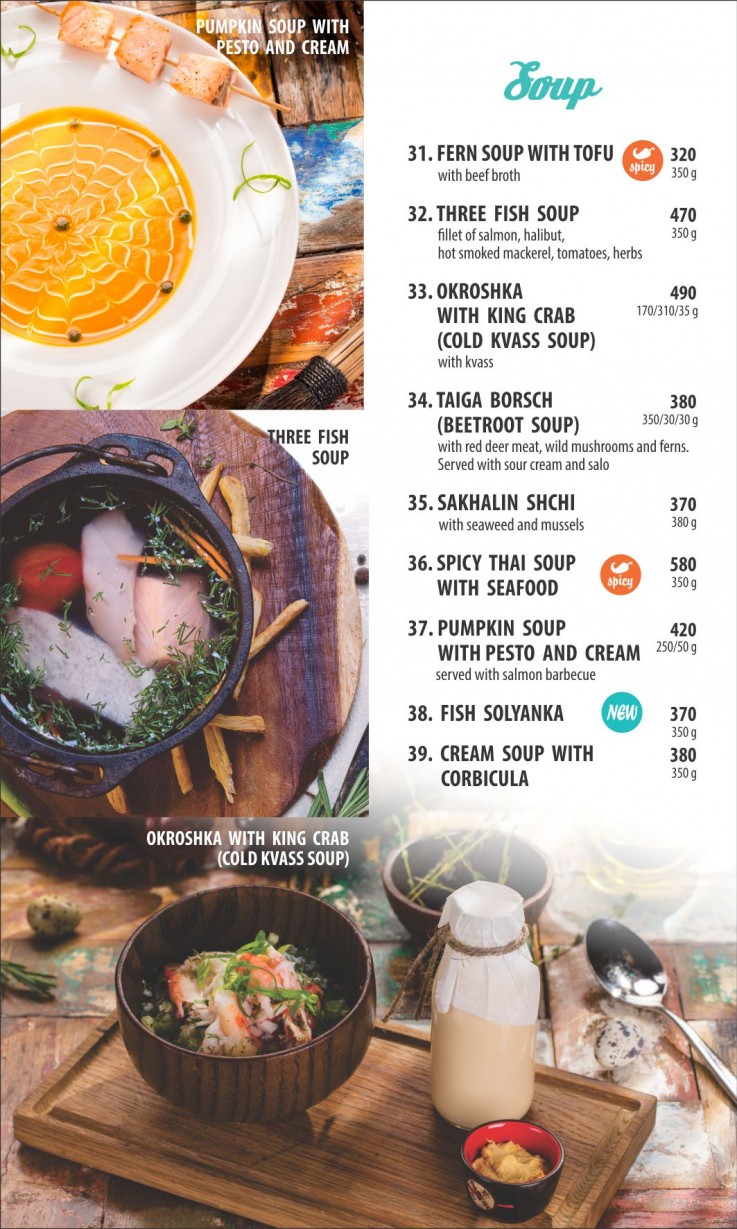 PUMPKIN SOUP WITH
PESTO AND CREAM
Soup
31. FERN SOUP WITH TOFU spicy 320
with beef broth 350 g
32. THREE FISH SOUP 470
fillet of salmon, halibut, 350 g
hot smoked mackerel, tomatoes, herbs
33. OKROSHKA 490
WITH KING CRAB 170/310/35 g
(COLD KVASS SOUP)
with kvass
34. TAIGA BORSCH 380
(BEETROOT SOUP) 350/30/30 g
with red deer meat, wild mushrooms and ferns.
Served with sour cream and salo
THREE FISH
SOUP
35. SAKHALIN SHCHI 370
with seaweed and mussels 380 g
36. SPICY THAI SOUP spicy 580
WITH SEAFOOD 350 g
37. PUMPKIN SOUP 420
WITH PESTO AND CREAM 250/50 g
served with salmon barbecue
38. FISH SOLYANKA NEW 370
350 g
39. CREAM SOUP WITH 380
CORBICULA 350 g
OKROSHKA WITH KING CRAB
(COLD KVASS SOUP)